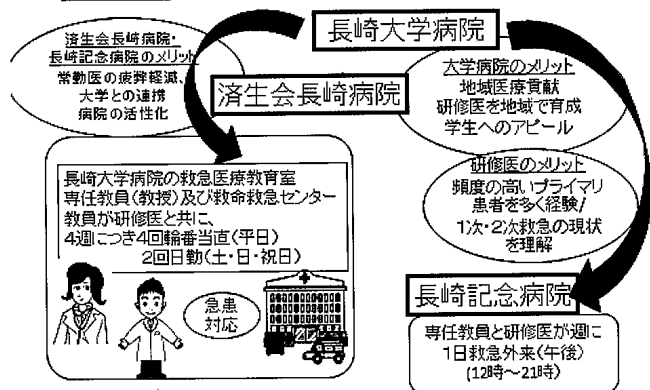 長崎大学病院
済生会長崎病院・
長崎記念病院のメリット
常勤医の疲弊軽減、
大学との連携
病院の活性化
済生会長崎病院
大学病院のメリット
地域医療貢献
研修医を地域で育成
学生へのアピール
長崎大学病院の救急医療教育室
専任教員(教授)及び救命救急センター
教員が研修医と共に、
4週につき4回輪番当直(平日)
2回日勤(土・日・祝日)
急患
対応
研修医のメリット
頻度の高いプライマリ
患者を多く経験/
1次・2次救急の現状
を理解
長崎記念病院
専任教員と研修医が週に
1日救急外来(午後)
(12時～21時)